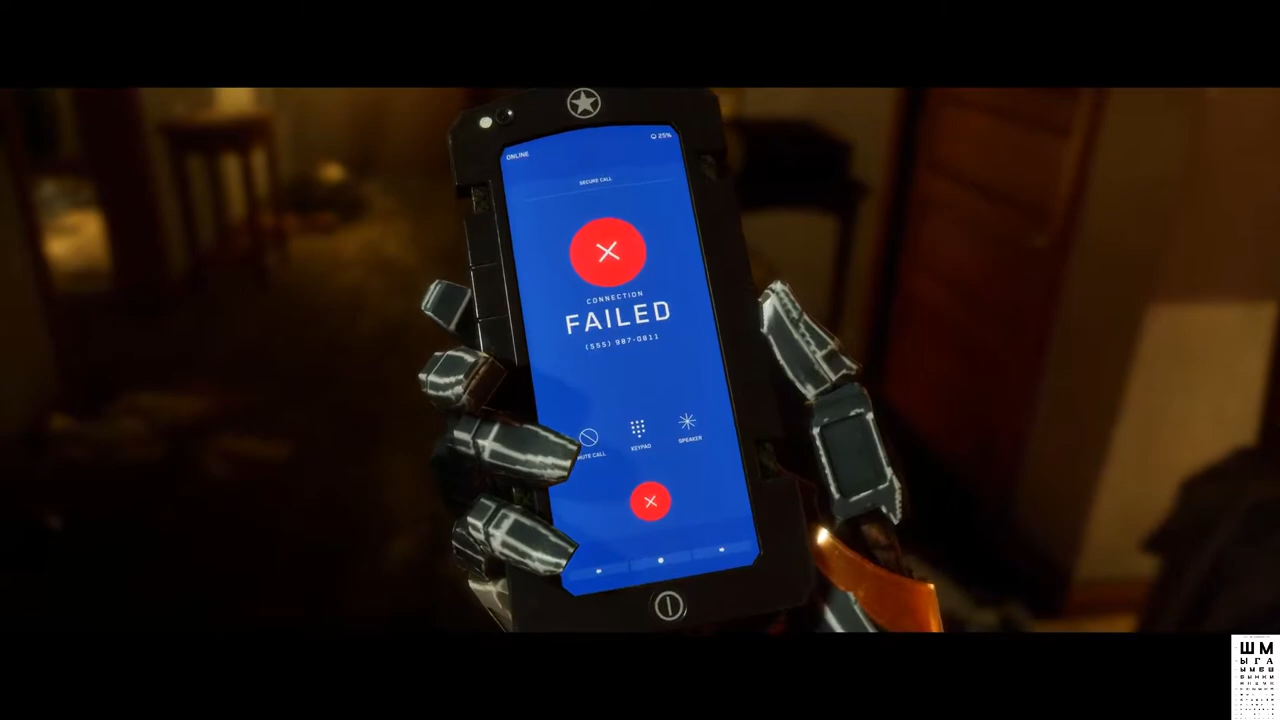 ONLINE
25%
SECURE CALL
CONNECTION
FAILED
(555) 987-0811
MUTE CALL
KEYPAD
SPEAKER
Ш М
Ы Г А